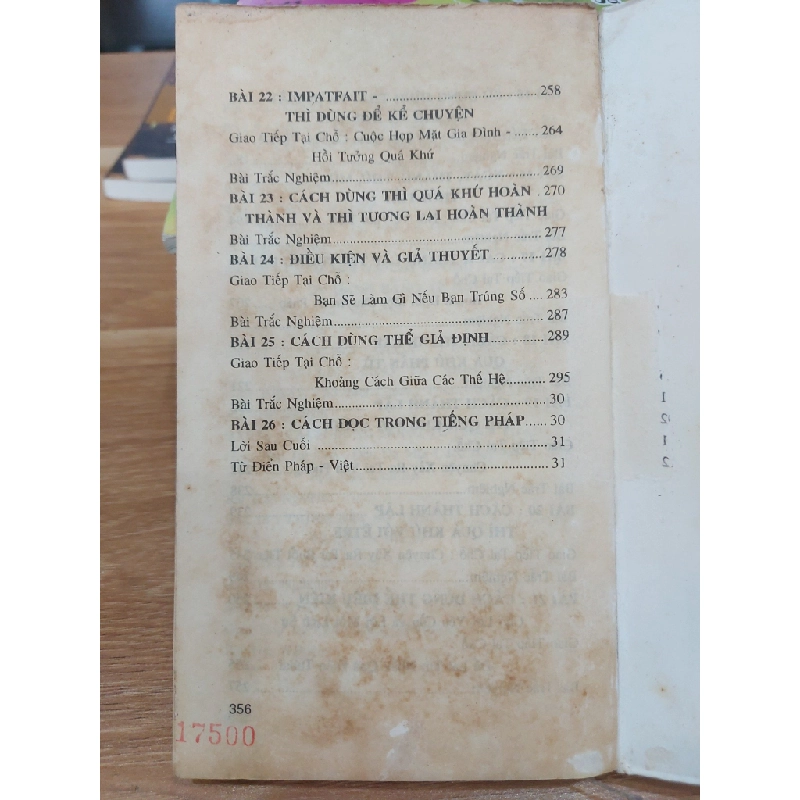 BÀI 22 : IMPATFAIT - ........................................ 258
THÌ DÙNG ĐỂ KỂ CHUYỆN
Giao Tiếp Tại Chỗ : Cuộc Họp Mặt Gia Đình - ...... 264
Hồi Tưởng Quá Khứ
Bài Trắc Nghiệm........................................ 269
BÀI 23 : CÁCH DÙNG THÌ QUÁ KHỨ HOÀN . 270
THÀNH VÀ THÌ TƯƠNG LAI HOÀN THÀNH
Bài Trắc Nghiệm........................................ 277
BÀI 24 : ĐIỀU KIỆN VÀ GIẢ THUYẾT............ 278
Giao Tiếp Tại Chỗ :
Bạn Sẽ Làm Gì Nếu Bạn Trúng Số .... 283
Bài Trắc Nghiệm........................................ 287
BÀI 25 : CÁCH DÙNG THỂ GIẢ ĐỊNH............ 289
Giao Tiếp Tại Chỗ :
Khoảng Cách Giữa Các Thế Hệ......... 295
Bài Trắc Nghiệm........................................ 30
BÀI 26 : CÁCH ĐỌC TRONG TIẾNG PHÁP...... 30
Lời Sau Cuối ........................................ 31
Từ Điển Pháp - Việt........................................ 31
356
17500